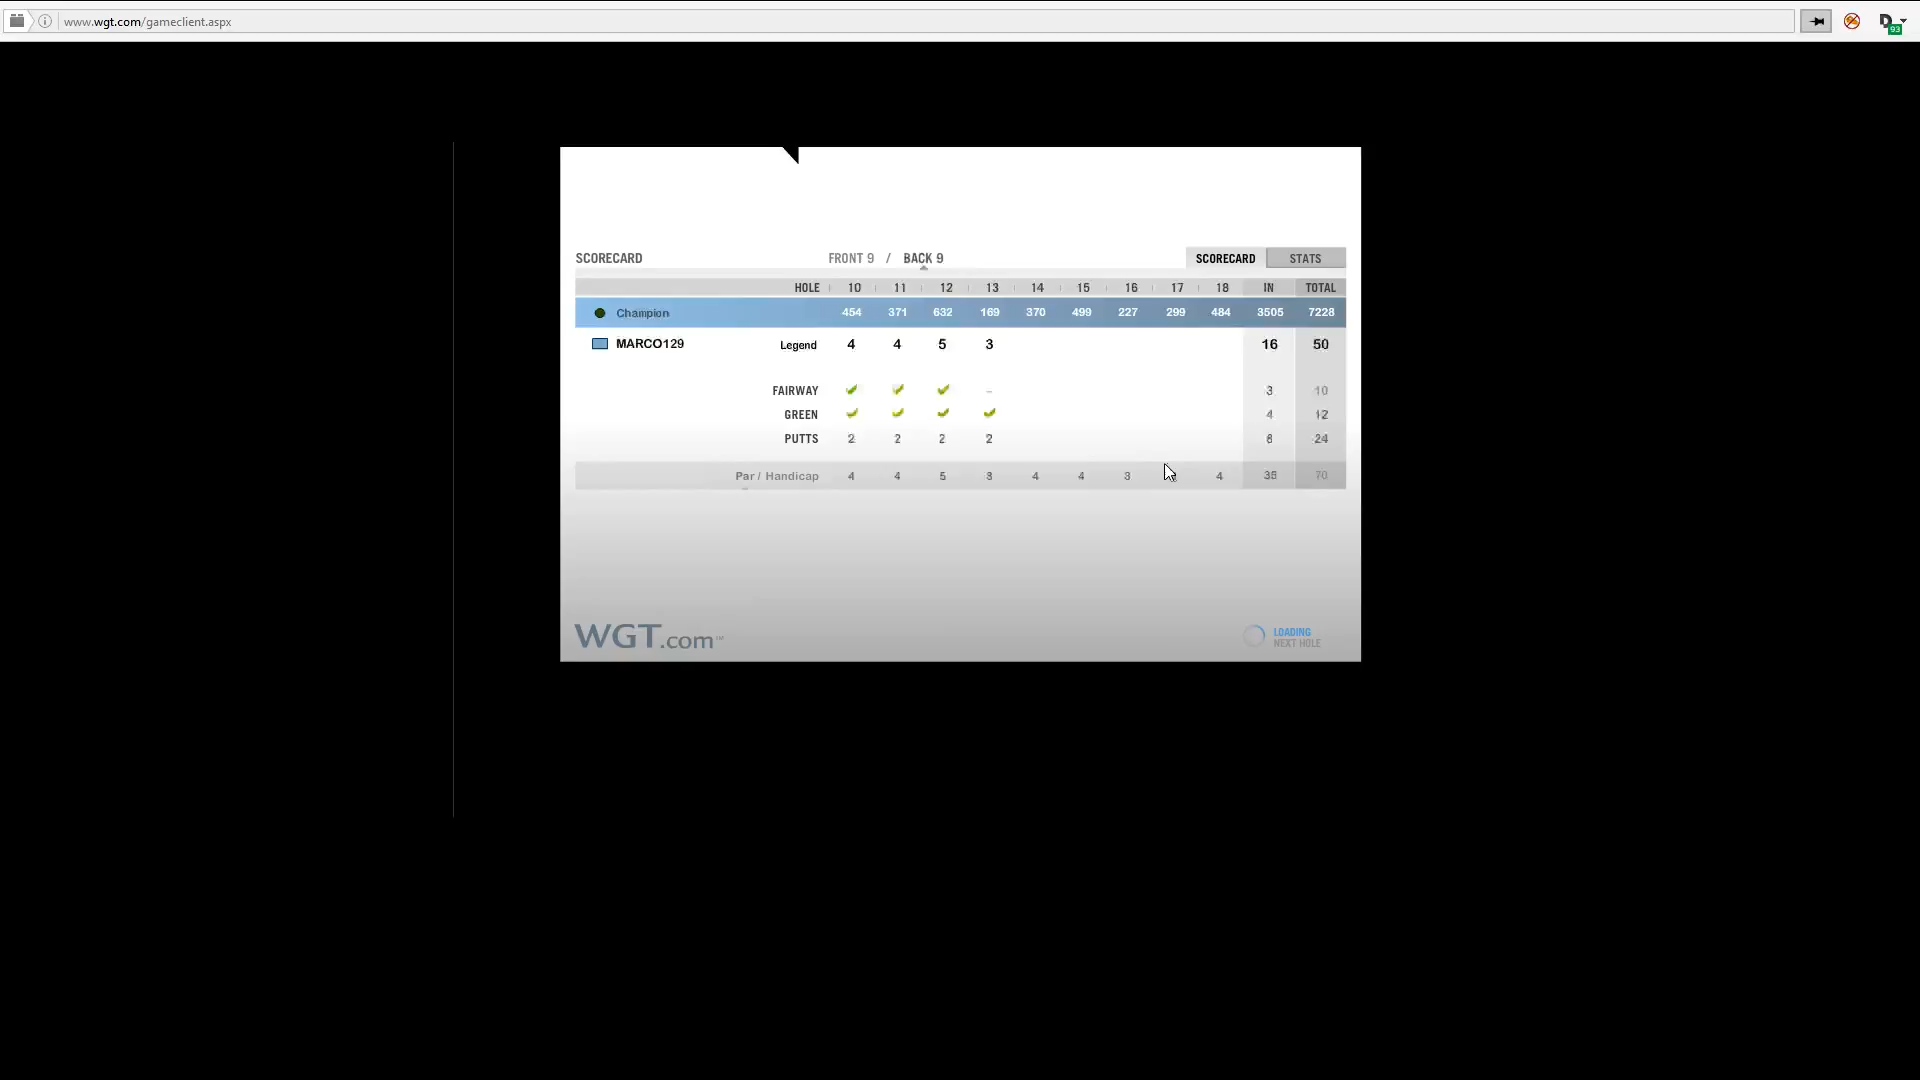 www.wgt.com/gameclient.aspx
93
SCORECARD FRONT 9 / BACK 9 SCORECARD STATS
HOLE 10 11 12 13 14 15 16 17 18 IN TOTAL
Champion 454 371 632 169 370 499 227 299 484 3505 7228
MARCO129 Legend 4 4 5 3 16 50
FAIRWAY – 3 10
GREEN 4 12
PUTTS 2 2 2 2 24
Par / Handicap 4 4 5 3 4 4 3 4 35 70
WGT.com™ LOADING
NEXT HOLE